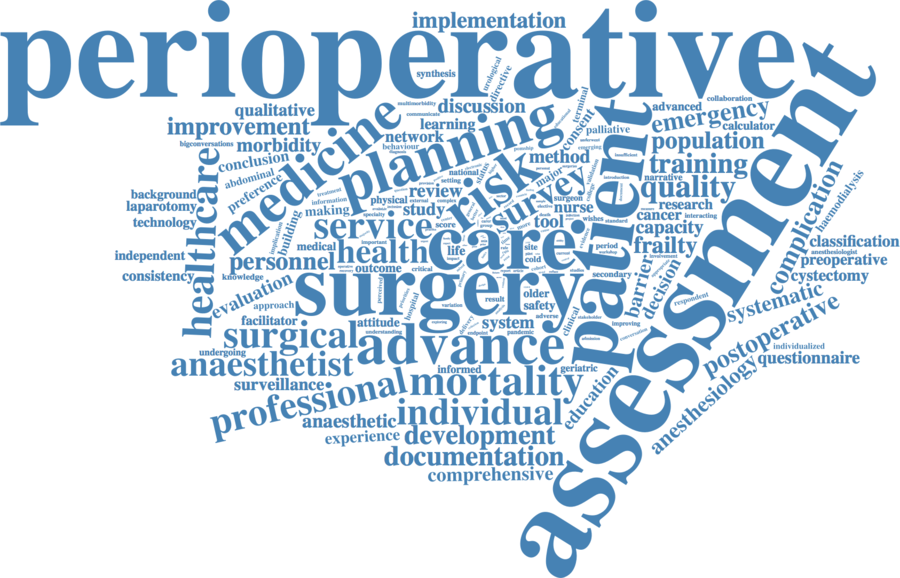 implementation
perioperative
synthesis
urological
directive
terminal
multimorbidity
communicate
discussion
advanced
collaboration
qualitative
emergency
calculator
improvement
medicine
network
learning
planning
consent
palliative
population
assessment
bigconversations
morbidity
behaviour
method
insufficient
training
conclusion
national
setting
status
risk
major
introduction
narrative
healthcare
abdominal
preference
treatment
information
physical
external
complex
review
survey
surgeon
patient
quality
background
laparotomy
technology
making
specialty
study
nurse
wishes
standard
research
cancer
interacting
building
implication
service
score
care
tool
capacity
complication
haemodialysis
independent
medical
important
health
life
site
period
frailty
classification
anesthesiologist
personnel
outcome
critical
cold
involvement
preoperative
consistency
knowledge
surgery
secondary
barrier
decision
cystectomy
evaluation
approach
hospital
variation
result
older
safety
respondent
systematic
facilitator
attitude
understanding
system
adverse
pandemic
clinical
stakeholder
improving
postoperative
surgical
advance
individualized
undergoing
anaesthetist
informed
geriatric
questionnaire
surveillance
mortality
education
anesthesiology
professional
individual
anaesthetic
experience
development
documentation
comprehensive